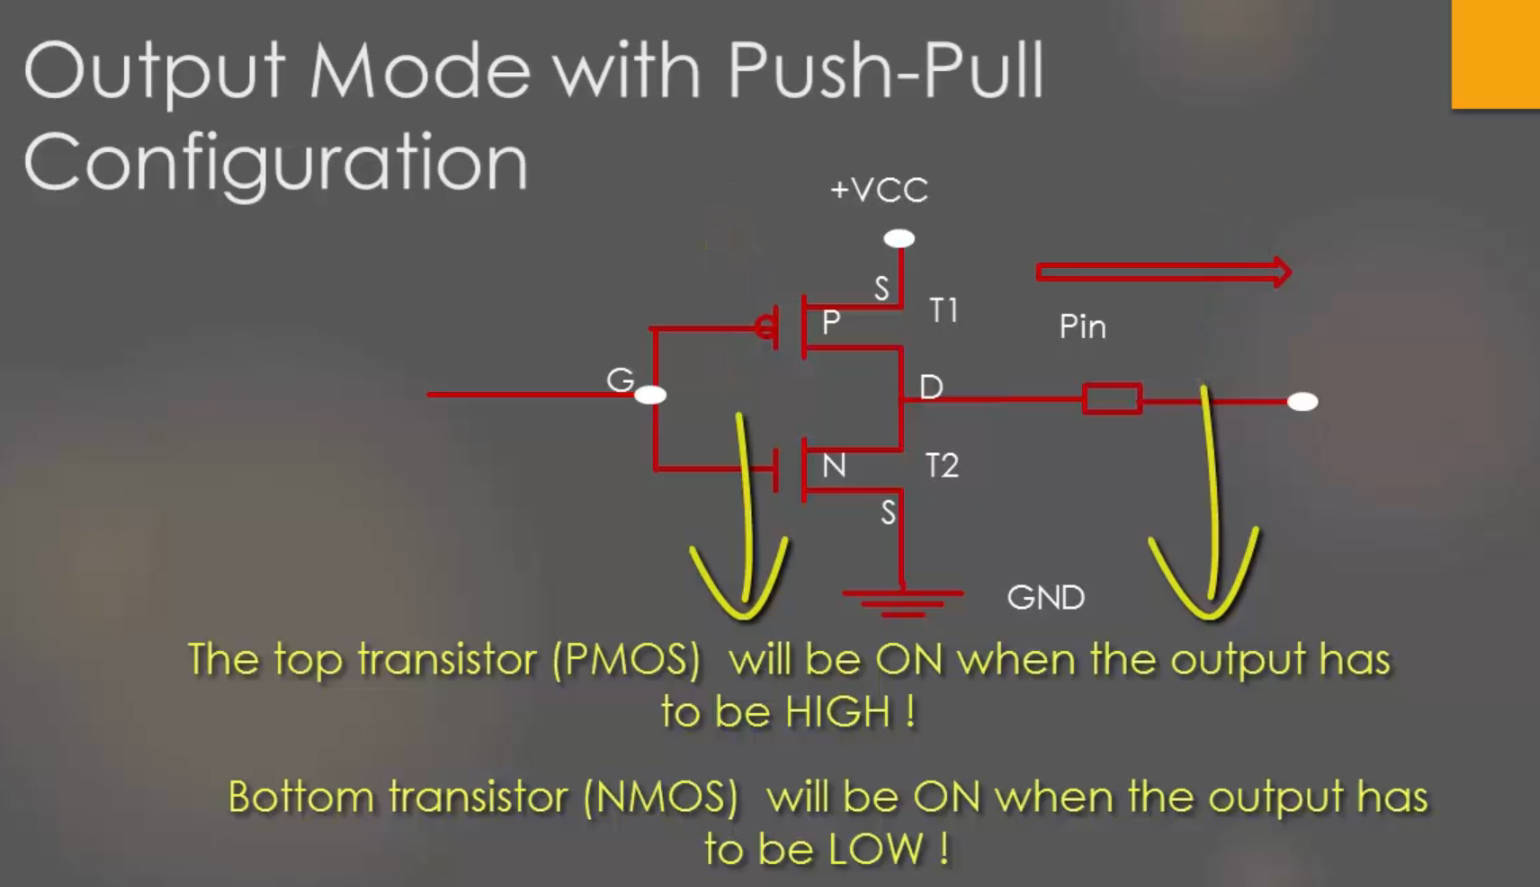 Output Mode with Push-Pull
Configuration
+VCC
S
T1
P
Pin
G
D
N
T2
S
GND
The top transistor (PMOS) will be ON when the output has
to be HIGH !
Bottom transistor (NMOS) will be ON when the output has
to be LOW !